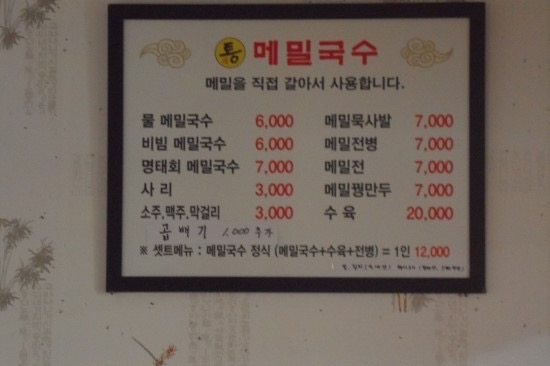 통 메밀국수
메밀을 직접 갈아서 사용합니다.
물 메밀국수 6,000
비빔 메밀국수 6,000
명태회 메밀국수 7,000
사 리 3,000
소주,맥주,막걸리 3,000
곱배기 1,000 추가
메밀묵사발 7,000
메밀전병 7,000
메밀전 7,000
메밀꿩만두 7,000
수 육 20,000
※ 셋트메뉴 : 메밀국수 정식 (메밀국수+수육+전병) = 1인 12,000